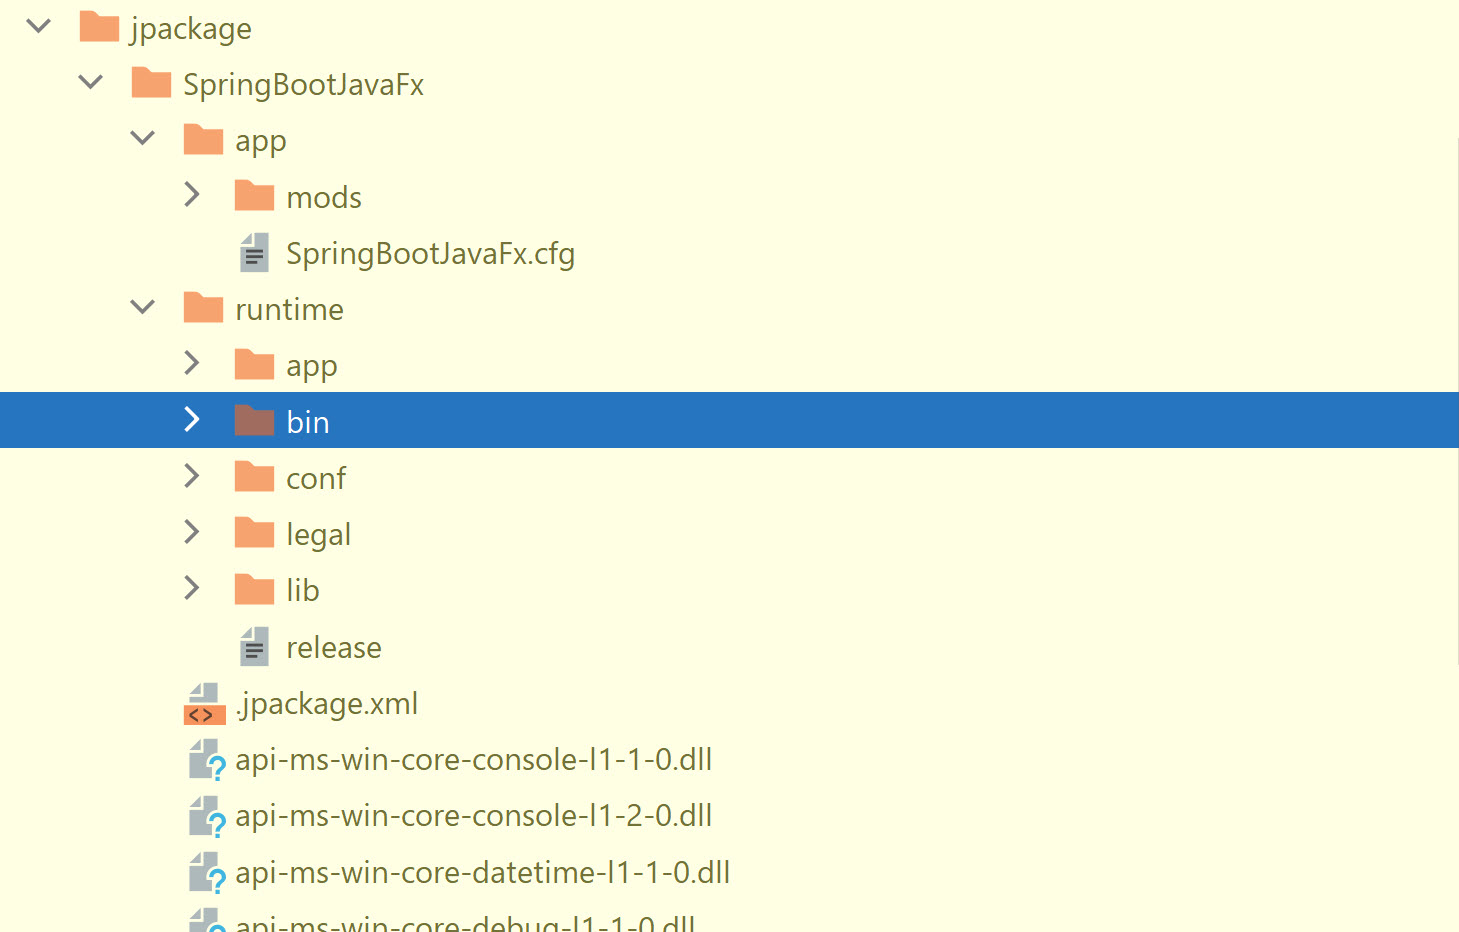 jpackage
SpringBootJavaFx
app
mods
SpringBootJavaFx.cfg
runtime
app
bin
conf
legal
lib
release
.jpackage.xml
api-ms-win-core-console-l1-1-0.dll
api-ms-win-core-console-l1-2-0.dll
api-ms-win-core-datetime-l1-1-0.dll
api-ms-win-core-debug-l1-1-0.dll